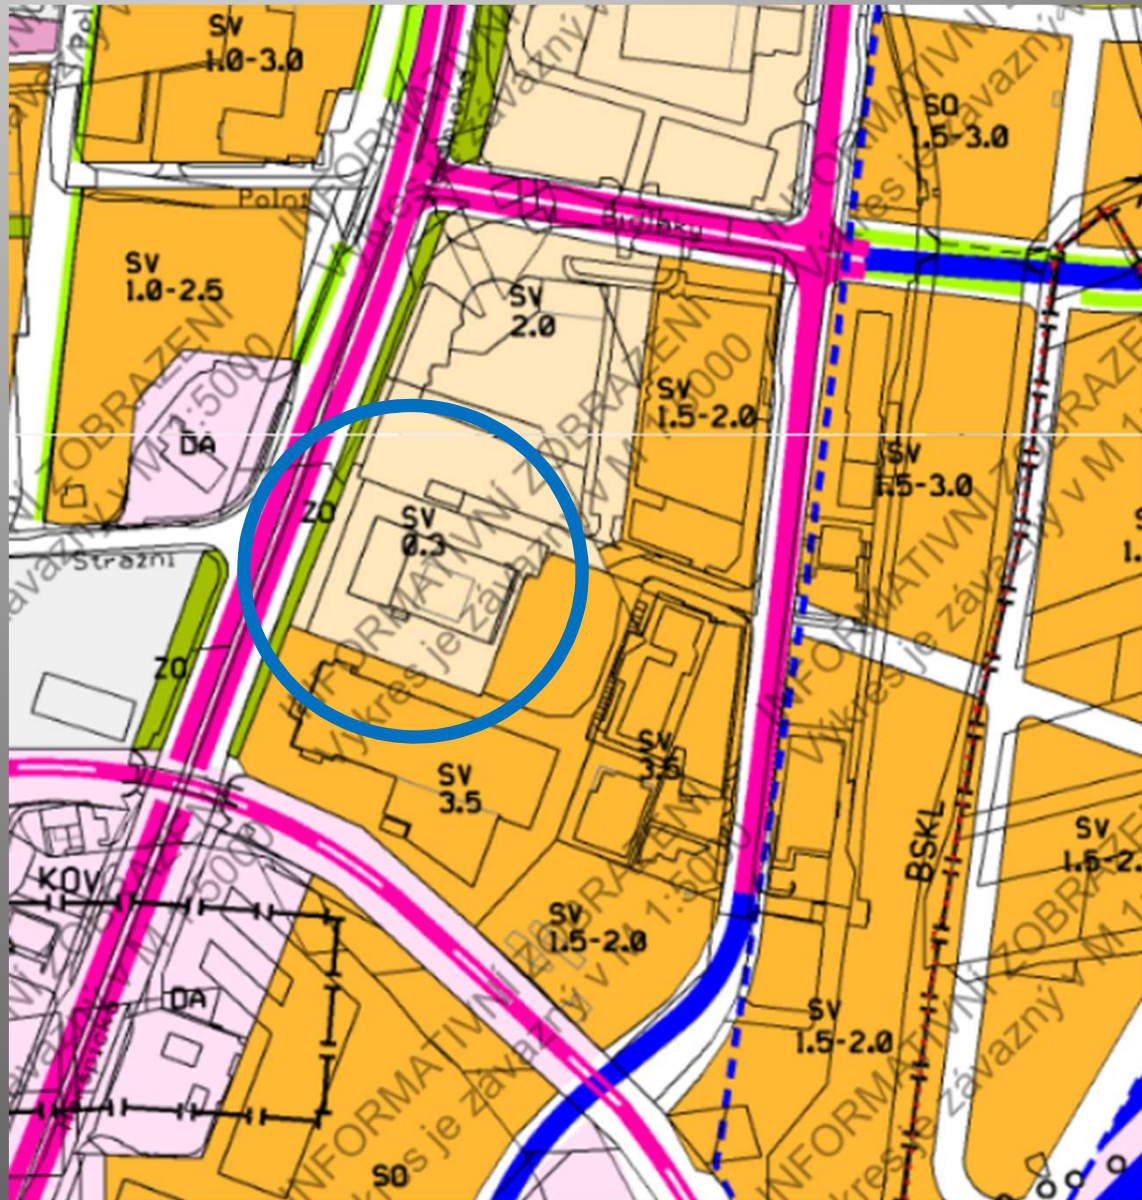 SV
1.0-3.0
SO
1.5-3.0
Polní
Bidláky
SV
1.0-2.5
SV
2.0
SV
1.5-2.0
DA
SV
1.5-3.0
ZO
SV
0.3
Strážní
ZO
SV
3.5
SV
3.5
SV
1.5-2.0
KOV
BSKL
SV
DA
SV
1.5-2.0
SO
INFORMATIVNÍ ZOBRAZENÍ
Výkres je závazný v M 1:5000